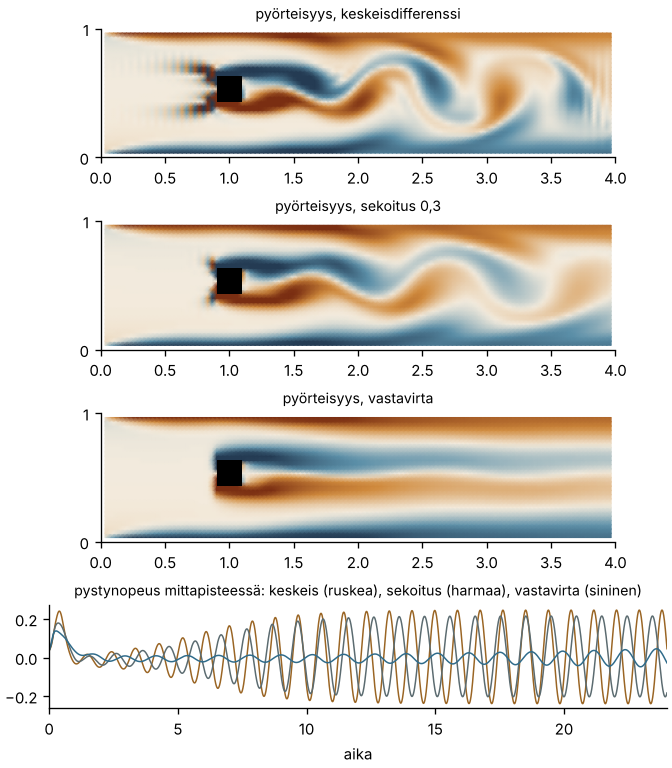 pyörteisyys, keskeisdifferenssi
1
0
0.0 0.5 1.0 1.5 2.0 2.5 3.0 3.5 4.0
pyörteisyys, sekoitus 0,3
1
0
0.0 0.5 1.0 1.5 2.0 2.5 3.0 3.5 4.0
pyörteisyys, vastavirta
1
0
0.0 0.5 1.0 1.5 2.0 2.5 3.0 3.5 4.0
pystynopeus mittapisteessä: keskeis (ruskea), sekoitus (harmaa), vastavirta (sininen)
0.2
0.0
−0.2
0 5 10 15 20
aika